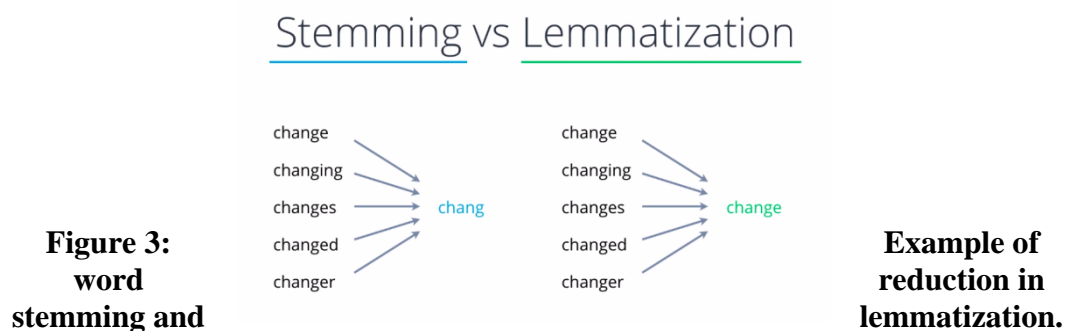 Stemming vs Lemmatization
change
changing
changes
changed
changer
chang
change
changing
changes
changed
changer
change
Figure 3: Example of
word reduction in
stemming and lemmatization.